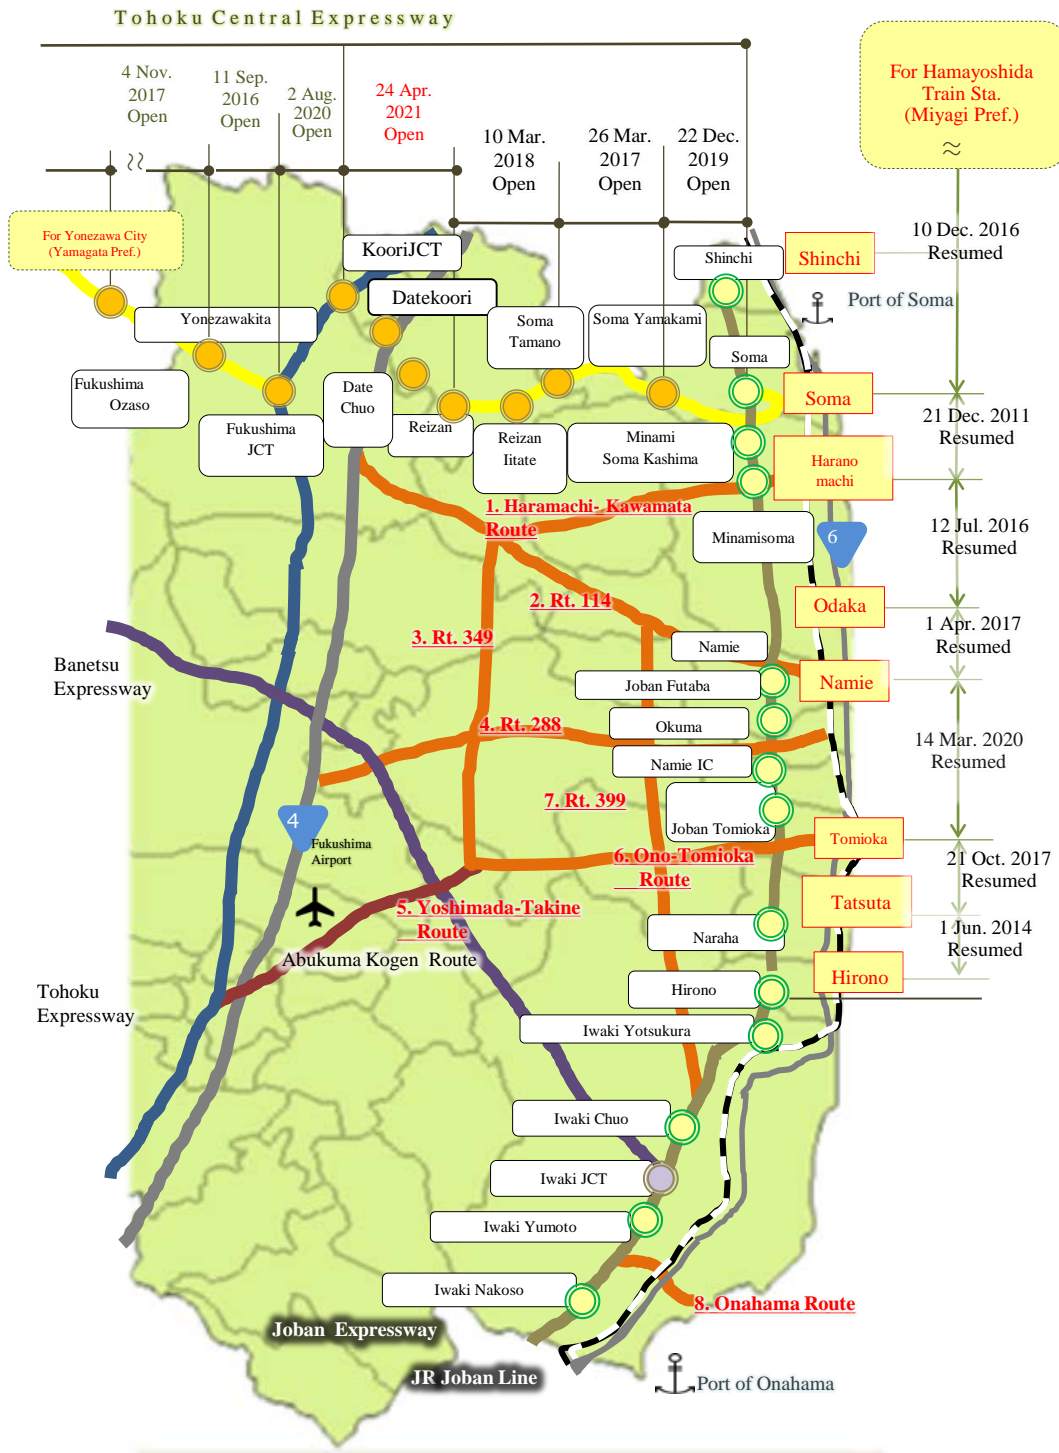 Tohoku Central Expressway
4 Nov.
2017
Open
11 Sep.
2016
Open
2 Aug.
2020
Open
24 Apr.
2021
Open
10 Mar.
2018
Open
26 Mar.
2017
Open
22 Dec.
2019
Open
For Hamayoshida
Train Sta.
(Miyagi Pref.)
≈
For Yonezawa City
(Yamagata Pref.)
KooriJCT
Datekoori
Shinchi
Shinchi
10 Dec. 2016
Resumed
Port of Soma
Yonezawakita
Soma
Tamano
Soma Yamakami
Soma
Fukushima
Ozaso
Date
Chuo
Soma
Fukushima
JCT
Reizan
Reizan
Iitate
Minami
Soma Kashima
21 Dec. 2011
Resumed
Harano
machi
1. Haramachi- Kawamata
Route
Minamisoma
6
12 Jul. 2016
Resumed
2. Rt. 114
Odaka
3. Rt. 349
1 Apr. 2017
Resumed
Banetsu
Expressway
Namie
Joban Futaba
Namie
Okuma
4. Rt. 288
14 Mar. 2020
Resumed
Namie IC
7. Rt. 399
4
Joban Tomioka
Fukushima
Airport
Tomioka
6. Ono-Tomioka
Route
21 Oct. 2017
Resumed
5. Yoshimada-Takine
Route
Tatsuta
Naraha
1 Jun. 2014
Resumed
Abukuma Kogen Route
Hirono
Hirono
Tohoku
Expressway
Iwaki Yotsukura
Iwaki Chuo
Iwaki JCT
Iwaki Yumoto
Iwaki Nakoso
8. Onahama Route
Joban Expressway
JR Joban Line
Port of Onahama